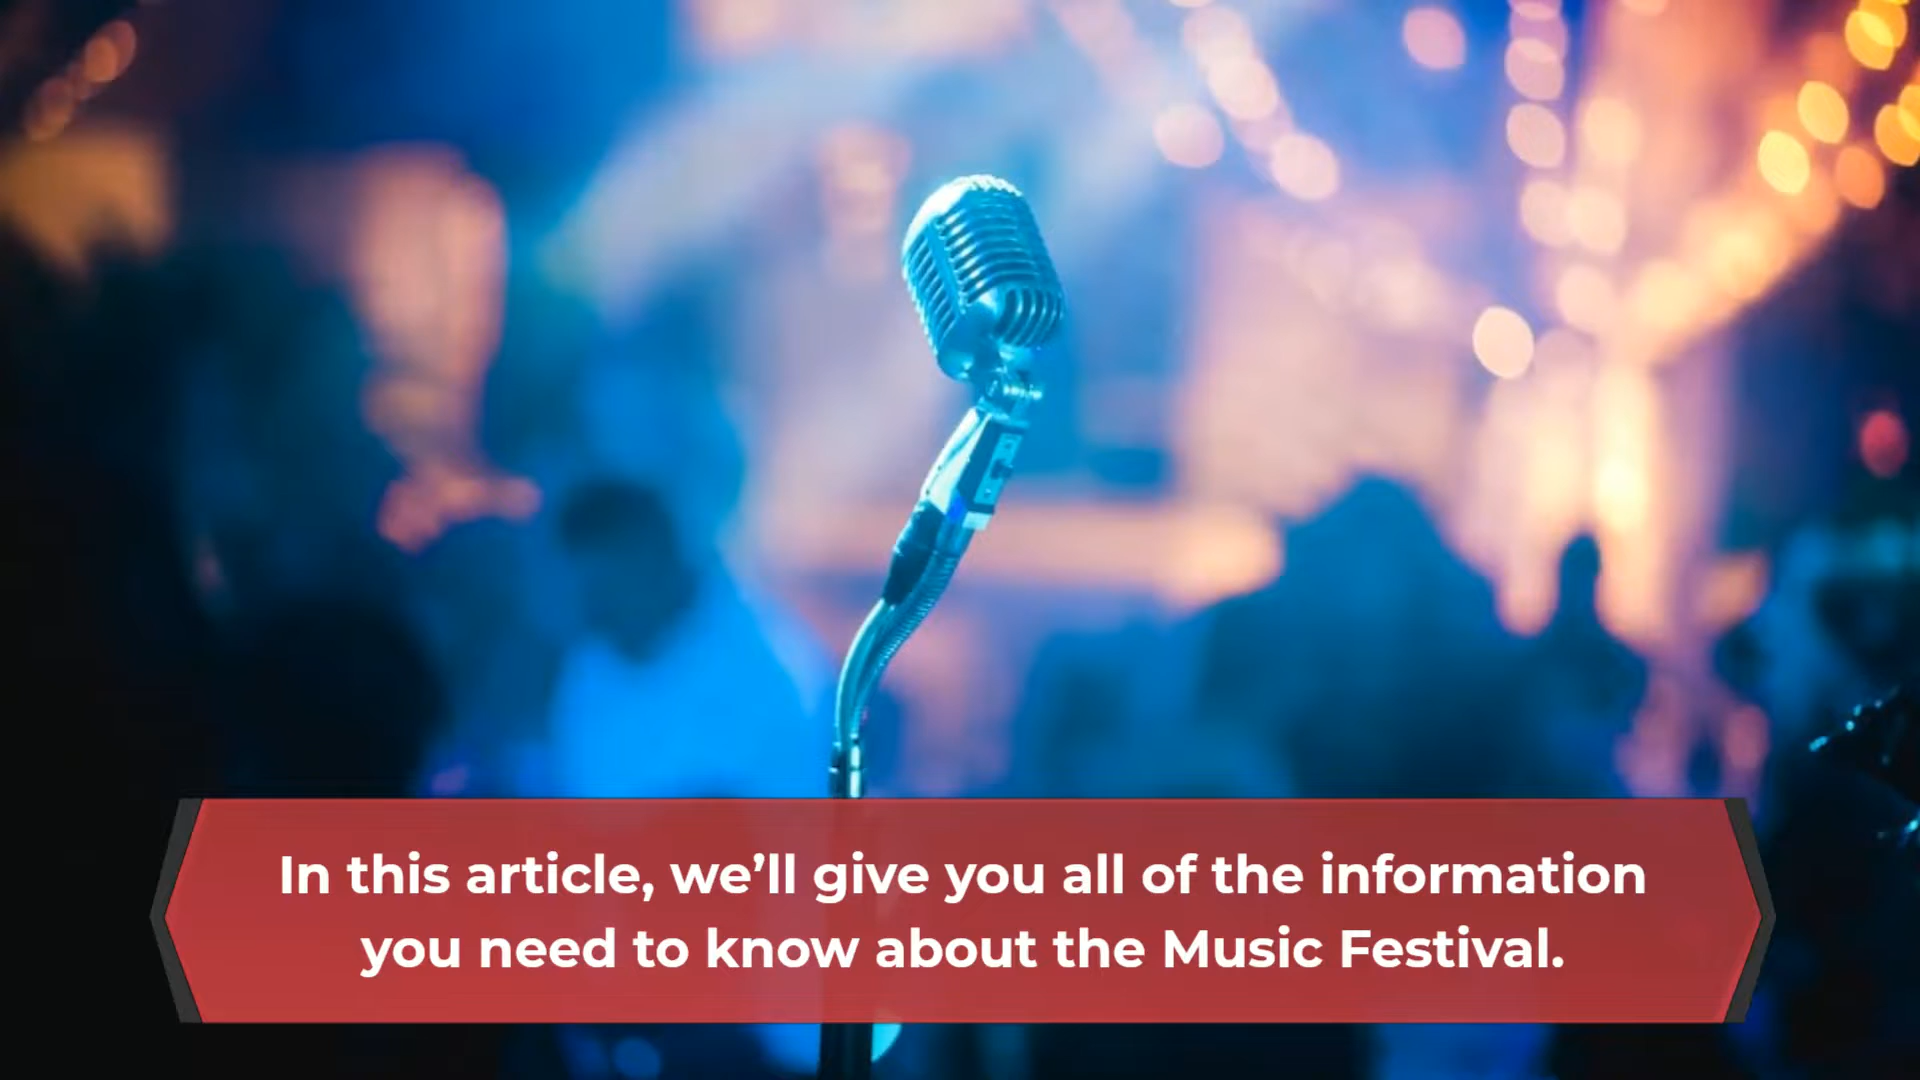 In this article, we’ll give you all of the information
you need to know about the Music Festival.